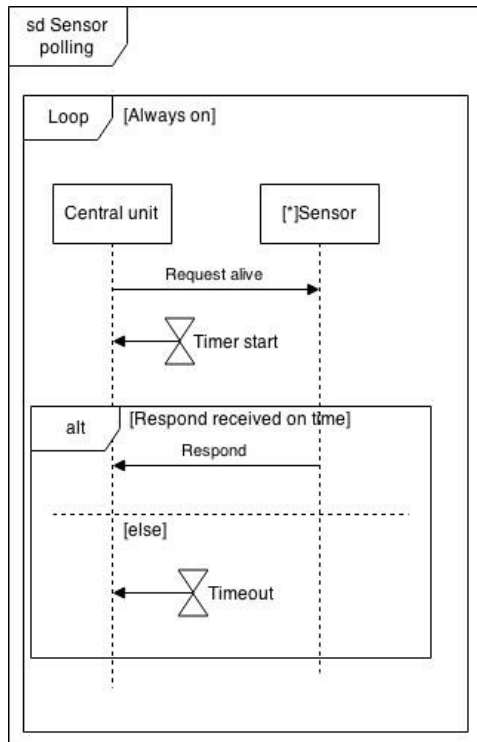 sd Sensor
polling
Loop
[Always on]
Central unit
[*]Sensor
Request alive
Timer start
alt
[Respond received on time]
Respond
[else]
Timeout